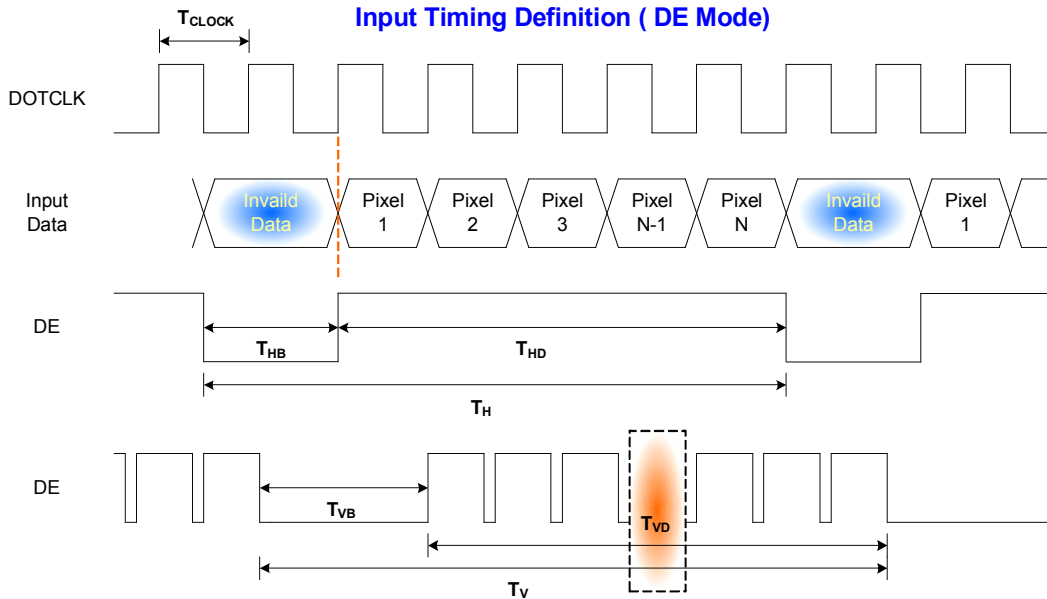 Input Timing Definition ( DE Mode)
TCLOCK
DOTCLK
Input
Data
Invaild
Data
Pixel
1
Pixel
2
Pixel
3
Pixel
N-1
Pixel
N
Invaild
Data
Pixel
1
DE
THB
THD
TH
DE
TVB
TVD
TV